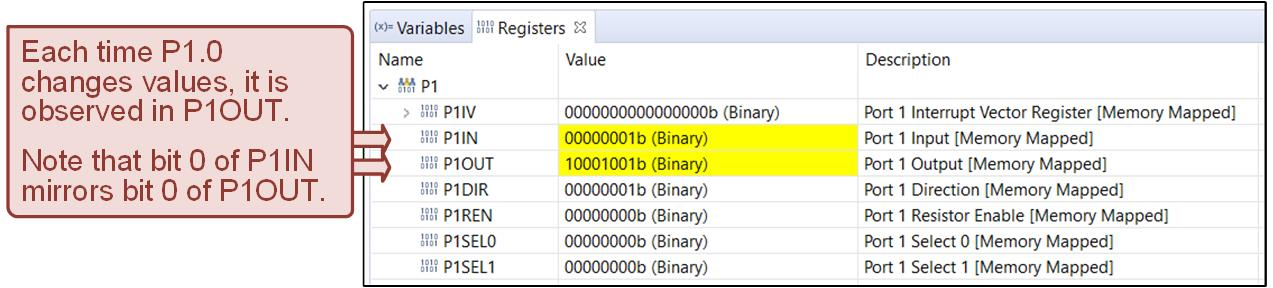 Each time P1.0
changes values, it is
observed in P1OUT.
Note that bit 0 of P1IN
mirrors bit 0 of P1OUT.
(x)= Variables 1010 0101 Registers
Name Value Description
P1
P1IV 0000000000000000b (Binary) Port 1 Interrupt Vector Register [Memory Mapped]
P1IN 00000001b (Binary) Port 1 Input [Memory Mapped]
P1OUT 10001001b (Binary) Port 1 Output [Memory Mapped]
P1DIR 00000001b (Binary) Port 1 Direction [Memory Mapped]
P1REN 00000000b (Binary) Port 1 Resistor Enable [Memory Mapped]
P1SEL0 00000000b (Binary) Port 1 Select 0 [Memory Mapped]
P1SEL1 00000000b (Binary) Port 1 Select 1 [Memory Mapped]